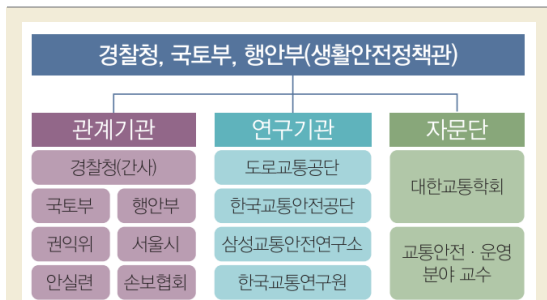 경찰청, 국토부, 행안부(생활안전정책관)
관계기관
경찰청(간사)
국토부
행안부
권익위
서울시
안실련
손보협회
연구기관
도로교통공단
한국교통안전공단
삼성교통안전연구소
한국교통연구원
자문단
대한교통학회
교통안전 · 운영
분야 교수